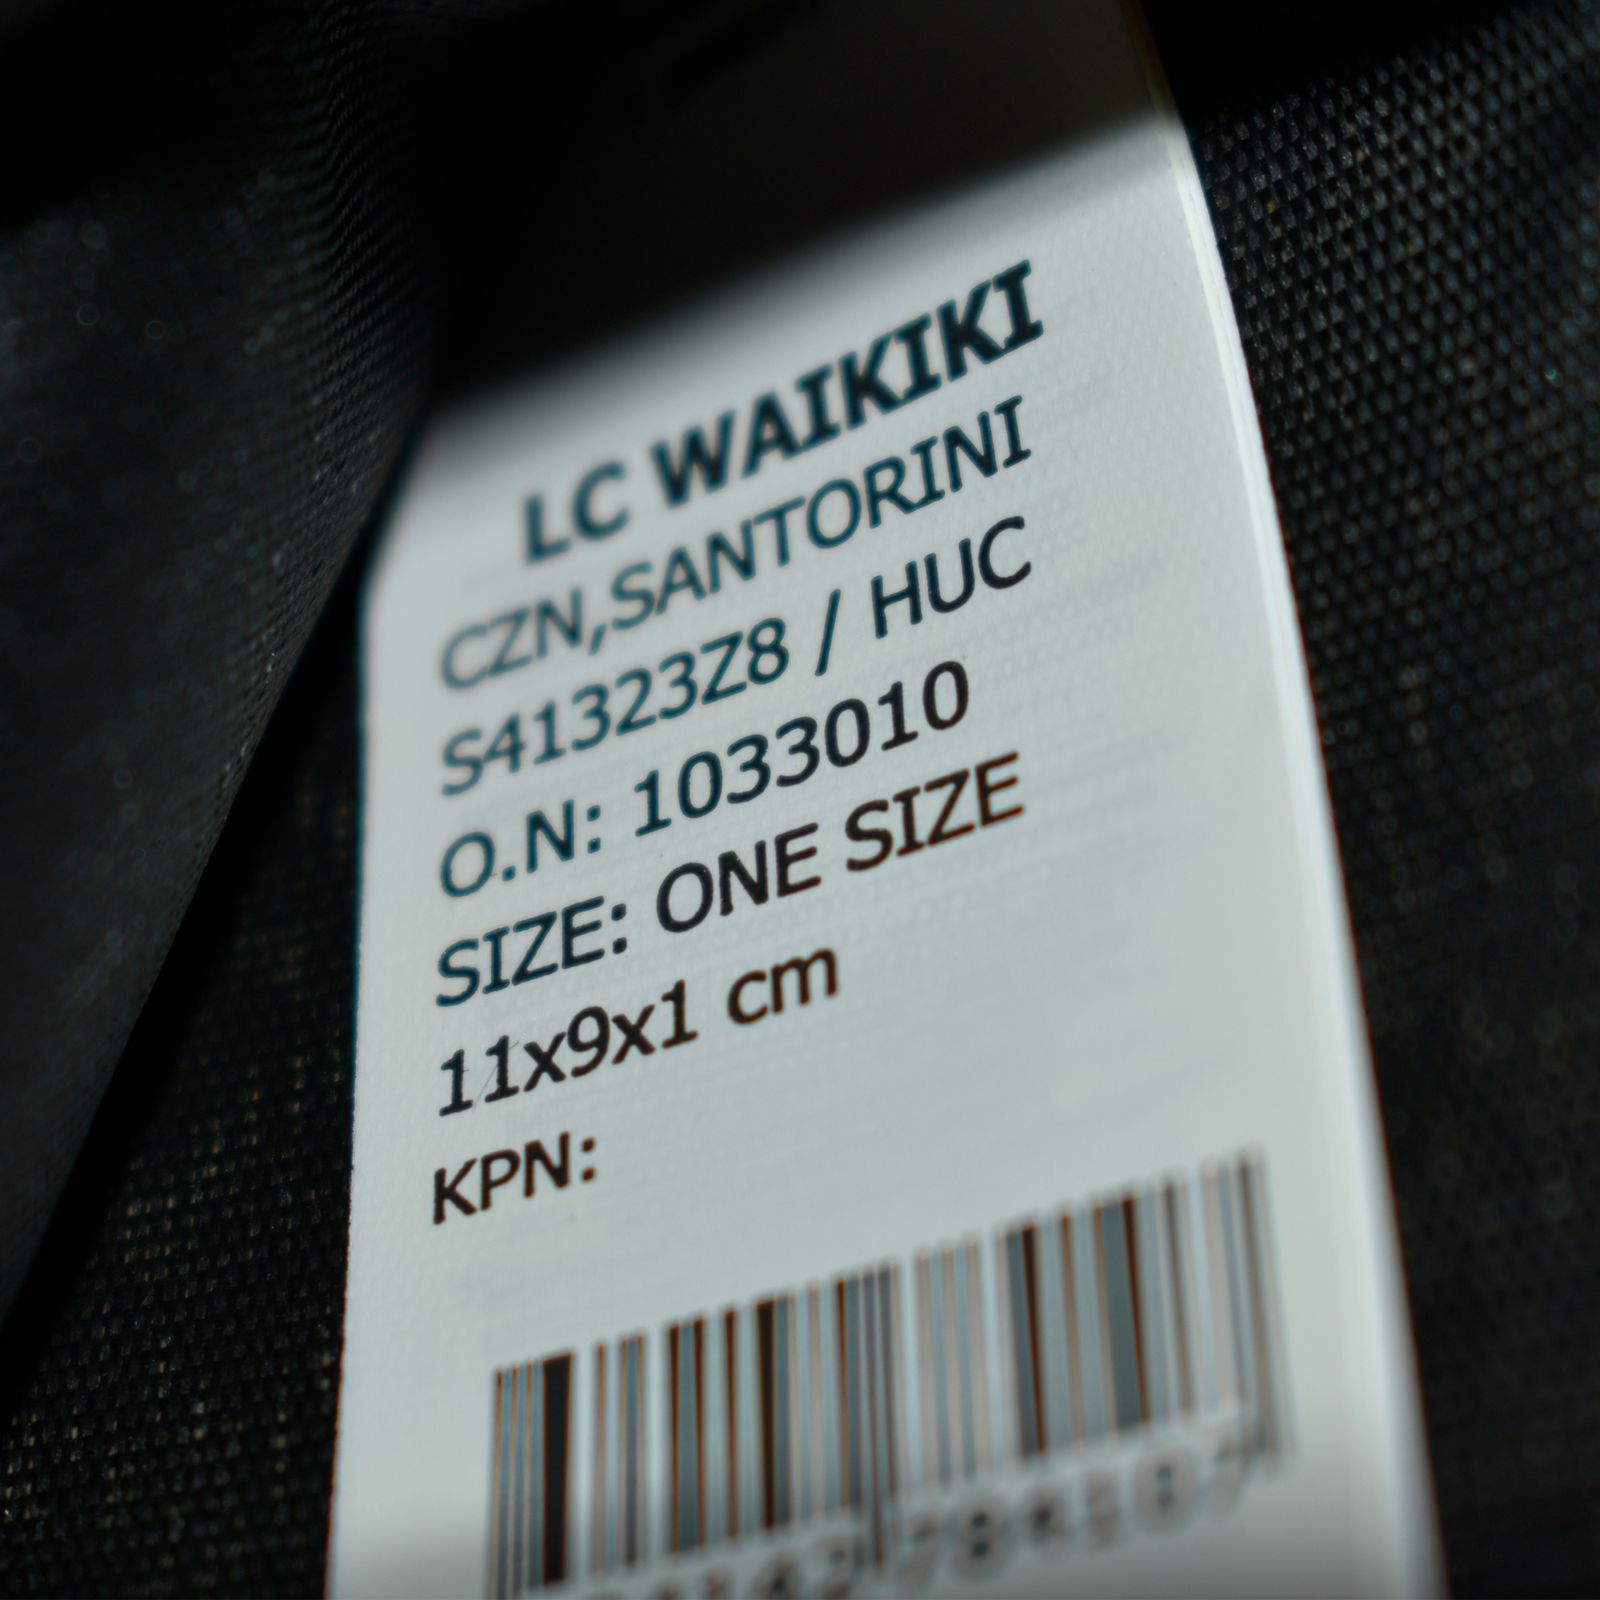 LC WAIKIKI
CZN,SANTORINI
S41323Z8 / HUC
O.N: 1033010
SIZE: ONE SIZE
11x9x1 cm
KPN: